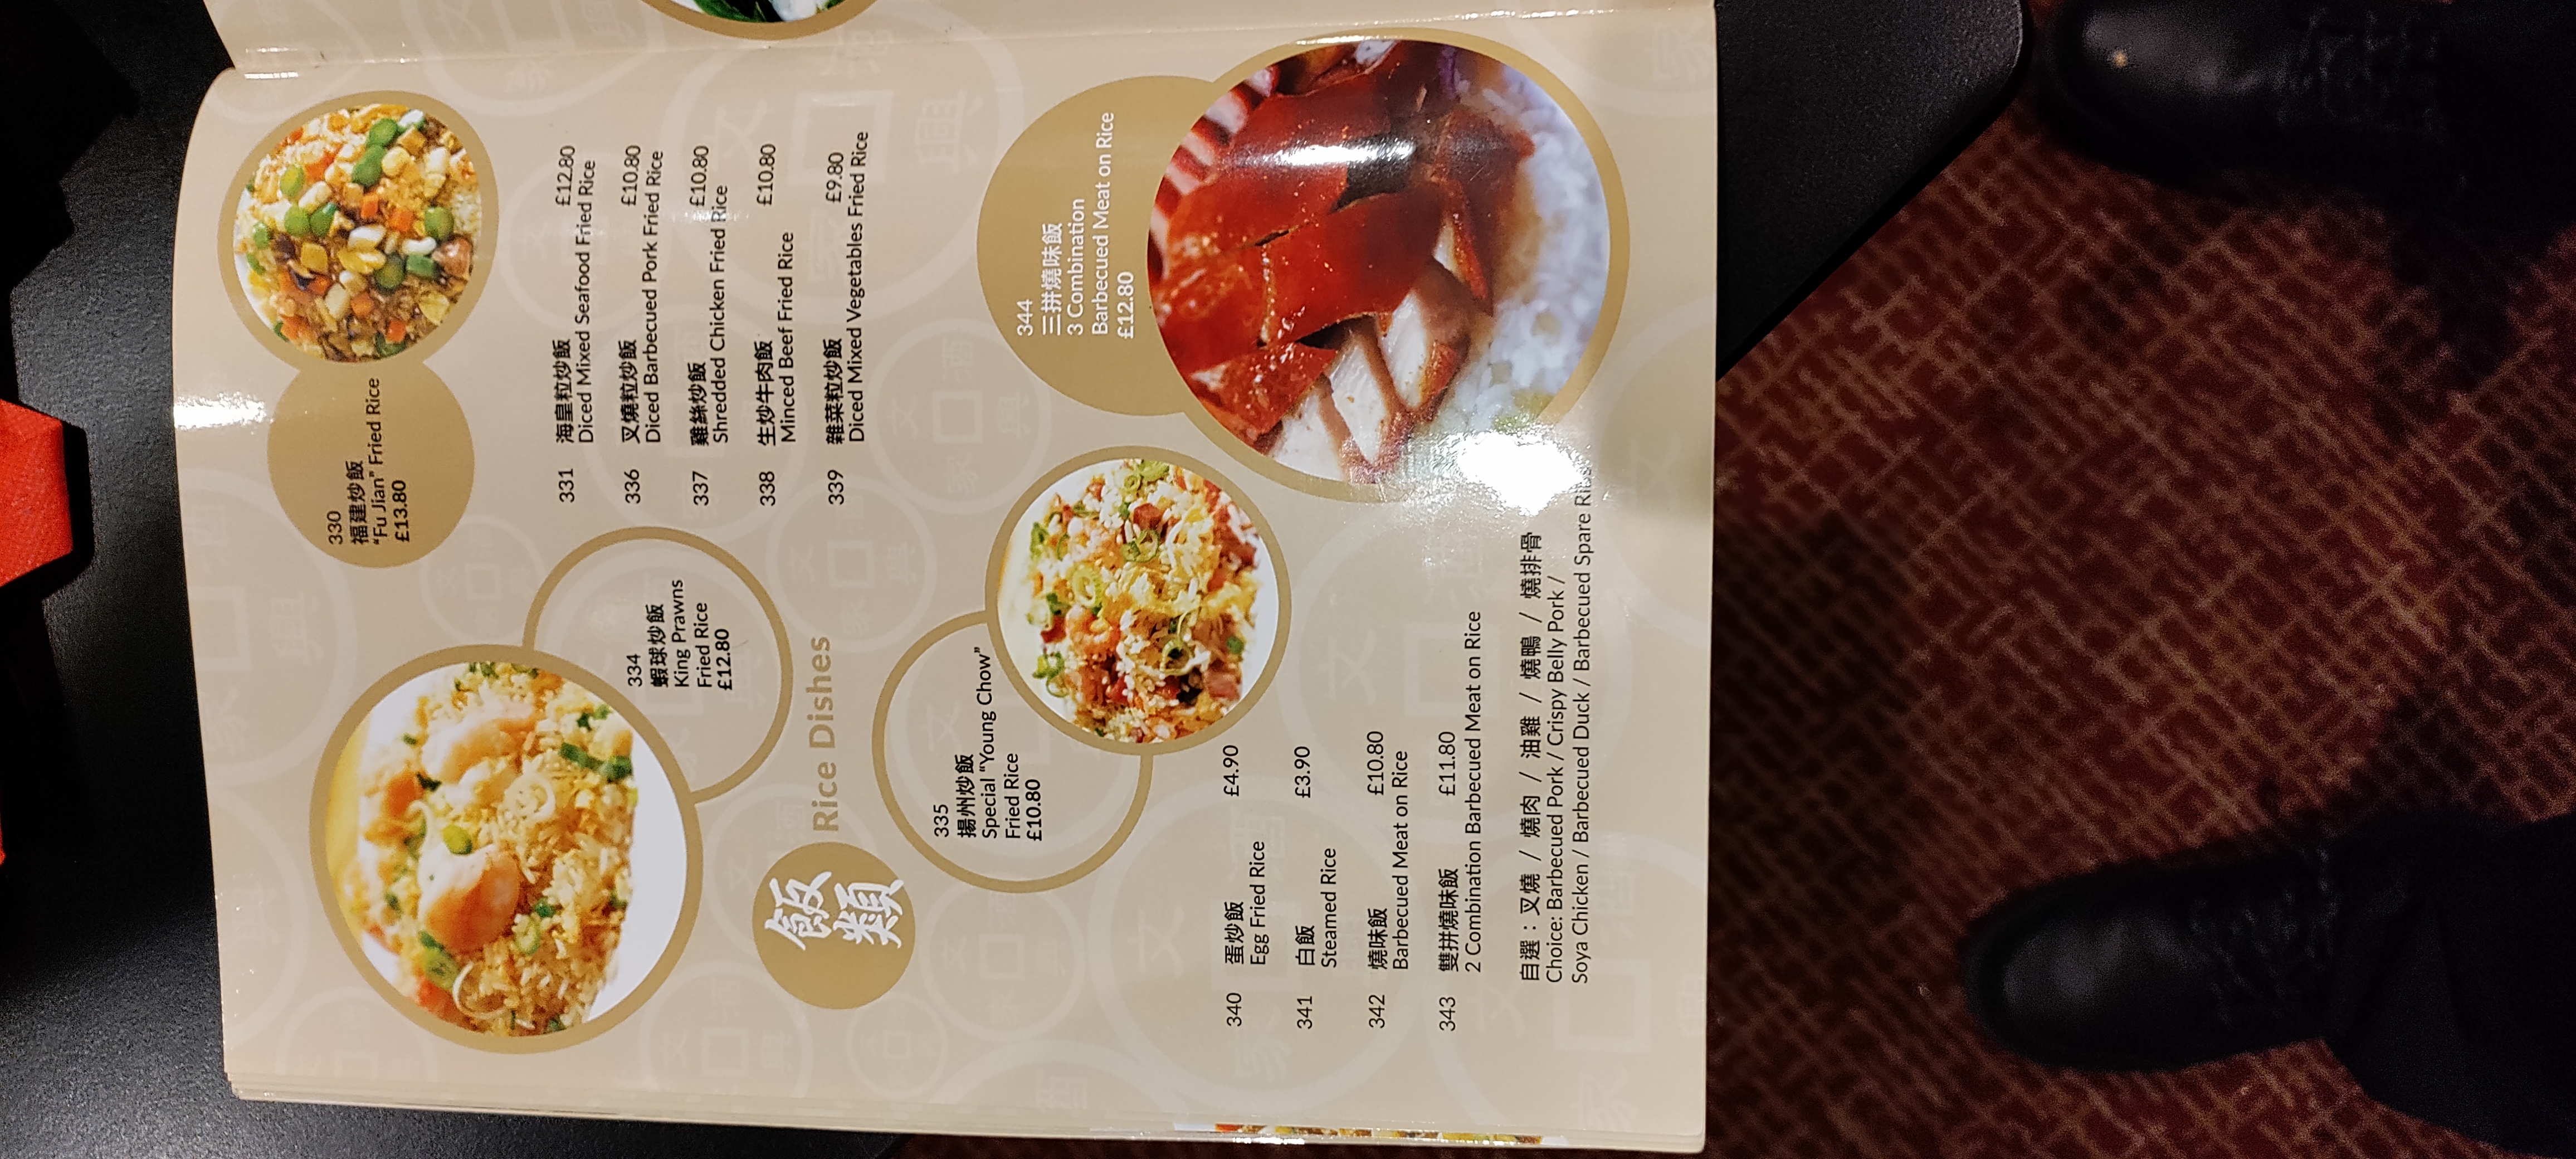 330
福建炒飯
"Fu Jian" Fried Rice
£13.80
334
蝦球炒飯
King Prawns
Fried Rice
£12.80
331 海皇粒炒飯 £12.80
Diced Mixed Seafood Fried Rice
336 叉燒粒炒飯 £10.80
Diced Barbecued Pork Fried Rice
337 雞絲炒飯 £10.80
Shredded Chicken Fried Rice
338 生炒牛肉飯 £10.80
Minced Beef Fried Rice
339 雜菜粒炒飯 £9.80
Diced Mixed Vegetables Fried Rice
飯類
Rice Dishes
335
揚州炒飯
Special "Young Chow"
Fried Rice
£10.80
344
三拼燒味飯
3 Combination
Barbecued Meat on Rice
£12.80
340 蛋炒飯 £4.90
Egg Fried Rice
341 白飯 £3.90
Steamed Rice
342 燒味飯 £10.80
Barbecued Meat on Rice
343 雙拼燒味飯 £11.80
2 Combination Barbecued Meat on Rice
自選：叉燒 / 燒肉 / 油雞 / 燒鴨 / 燒排骨
Choice: Barbecued Pork / Crispy Belly Pork /
Soya Chicken / Barbecued Duck / Barbecued Spare Ribs